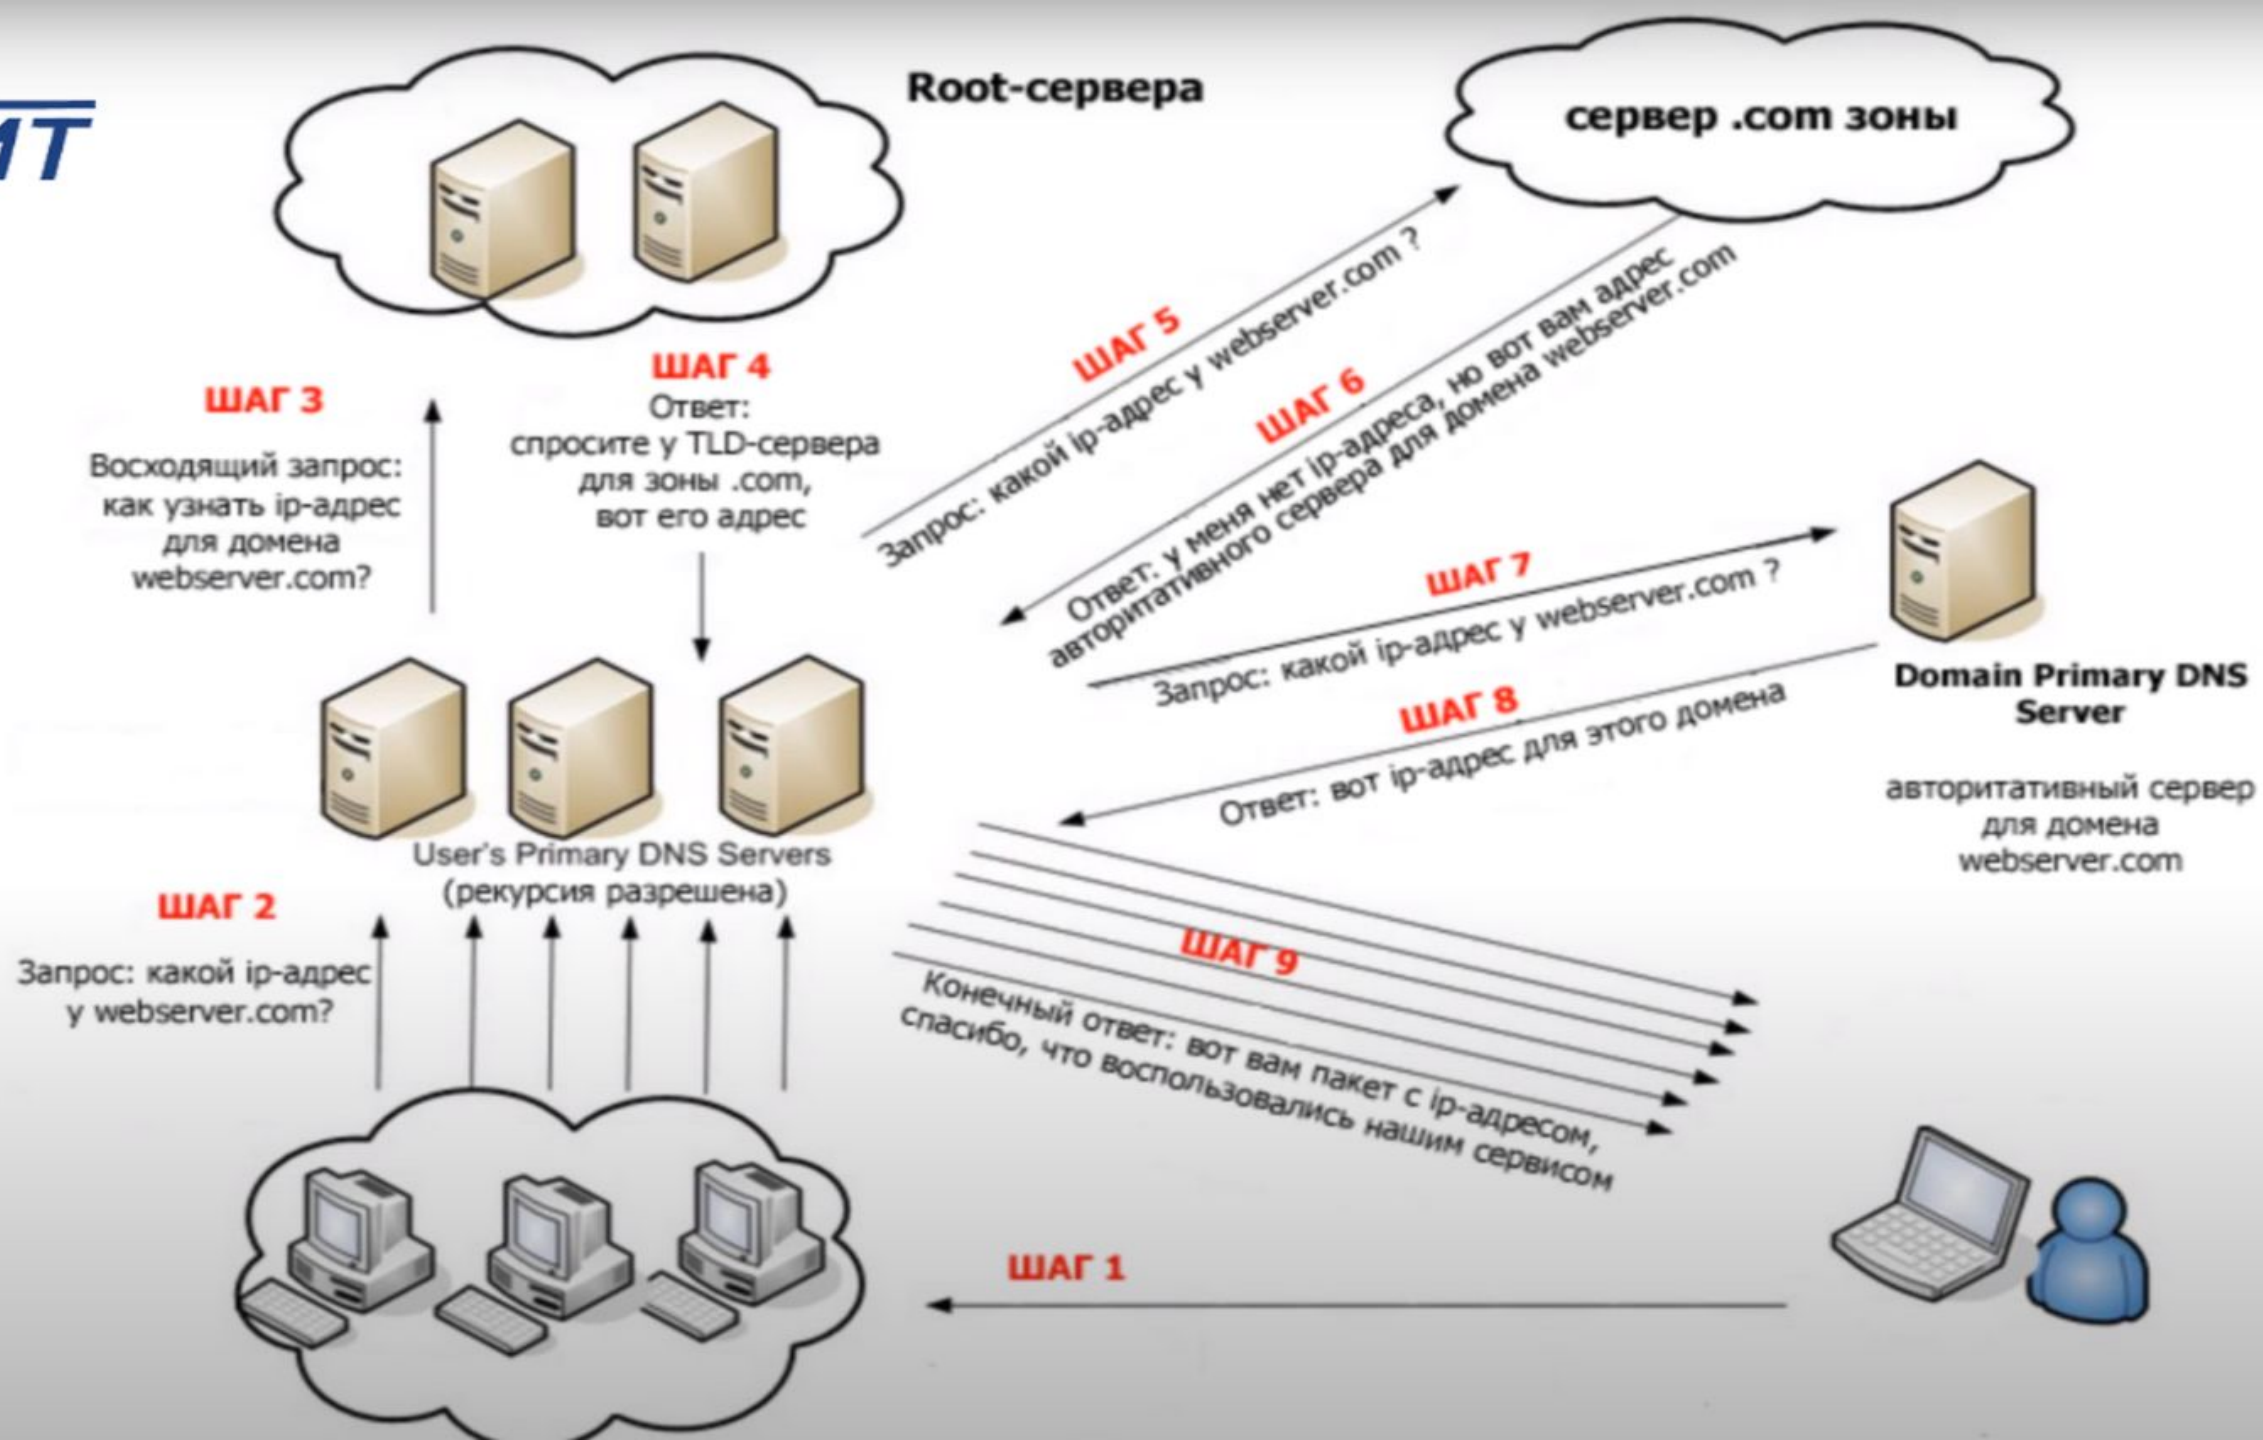 ИТ
Root-сервера
сервер .com зоны
ШАГ 3
Восходящий запрос:
как узнать ip-адрес
для домена
webserver.com?
ШАГ 4
Ответ:
спросите у TLD-сервера
для зоны .com,
вот его адрес
ШАГ 5
Запрос: какой ip-адрес у webserver.com ?
ШАГ 6
Ответ: у меня нет ip-адреса, но вот вам адрес
авторитативного сервера для домена webserver.com
ШАГ 7
Запрос: какой ip-адрес у webserver.com ?
ШАГ 8
Ответ: вот ip-адрес для этого домена
Domain Primary DNS
Server
авторитативный сервер
для домена
webserver.com
User's Primary DNS Servers
(рекурсия разрешена)
ШАГ 2
Запрос: какой ip-адрес
у webserver.com?
ШАГ 9
Конечный ответ: вот вам пакет с ip-адресом,
спасибо, что воспользовались нашим сервисом
ШАГ 1